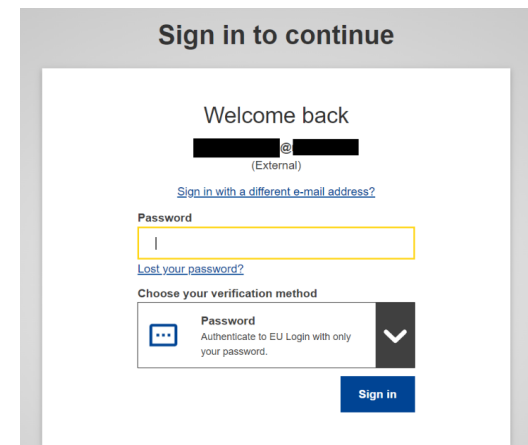 Sign in to continue
Welcome back
@
(External)
Sign in with a different e-mail address?
Password
Lost your password?
Choose your verification method
Password
Authenticate to EU Login with only
your password.
Sign in